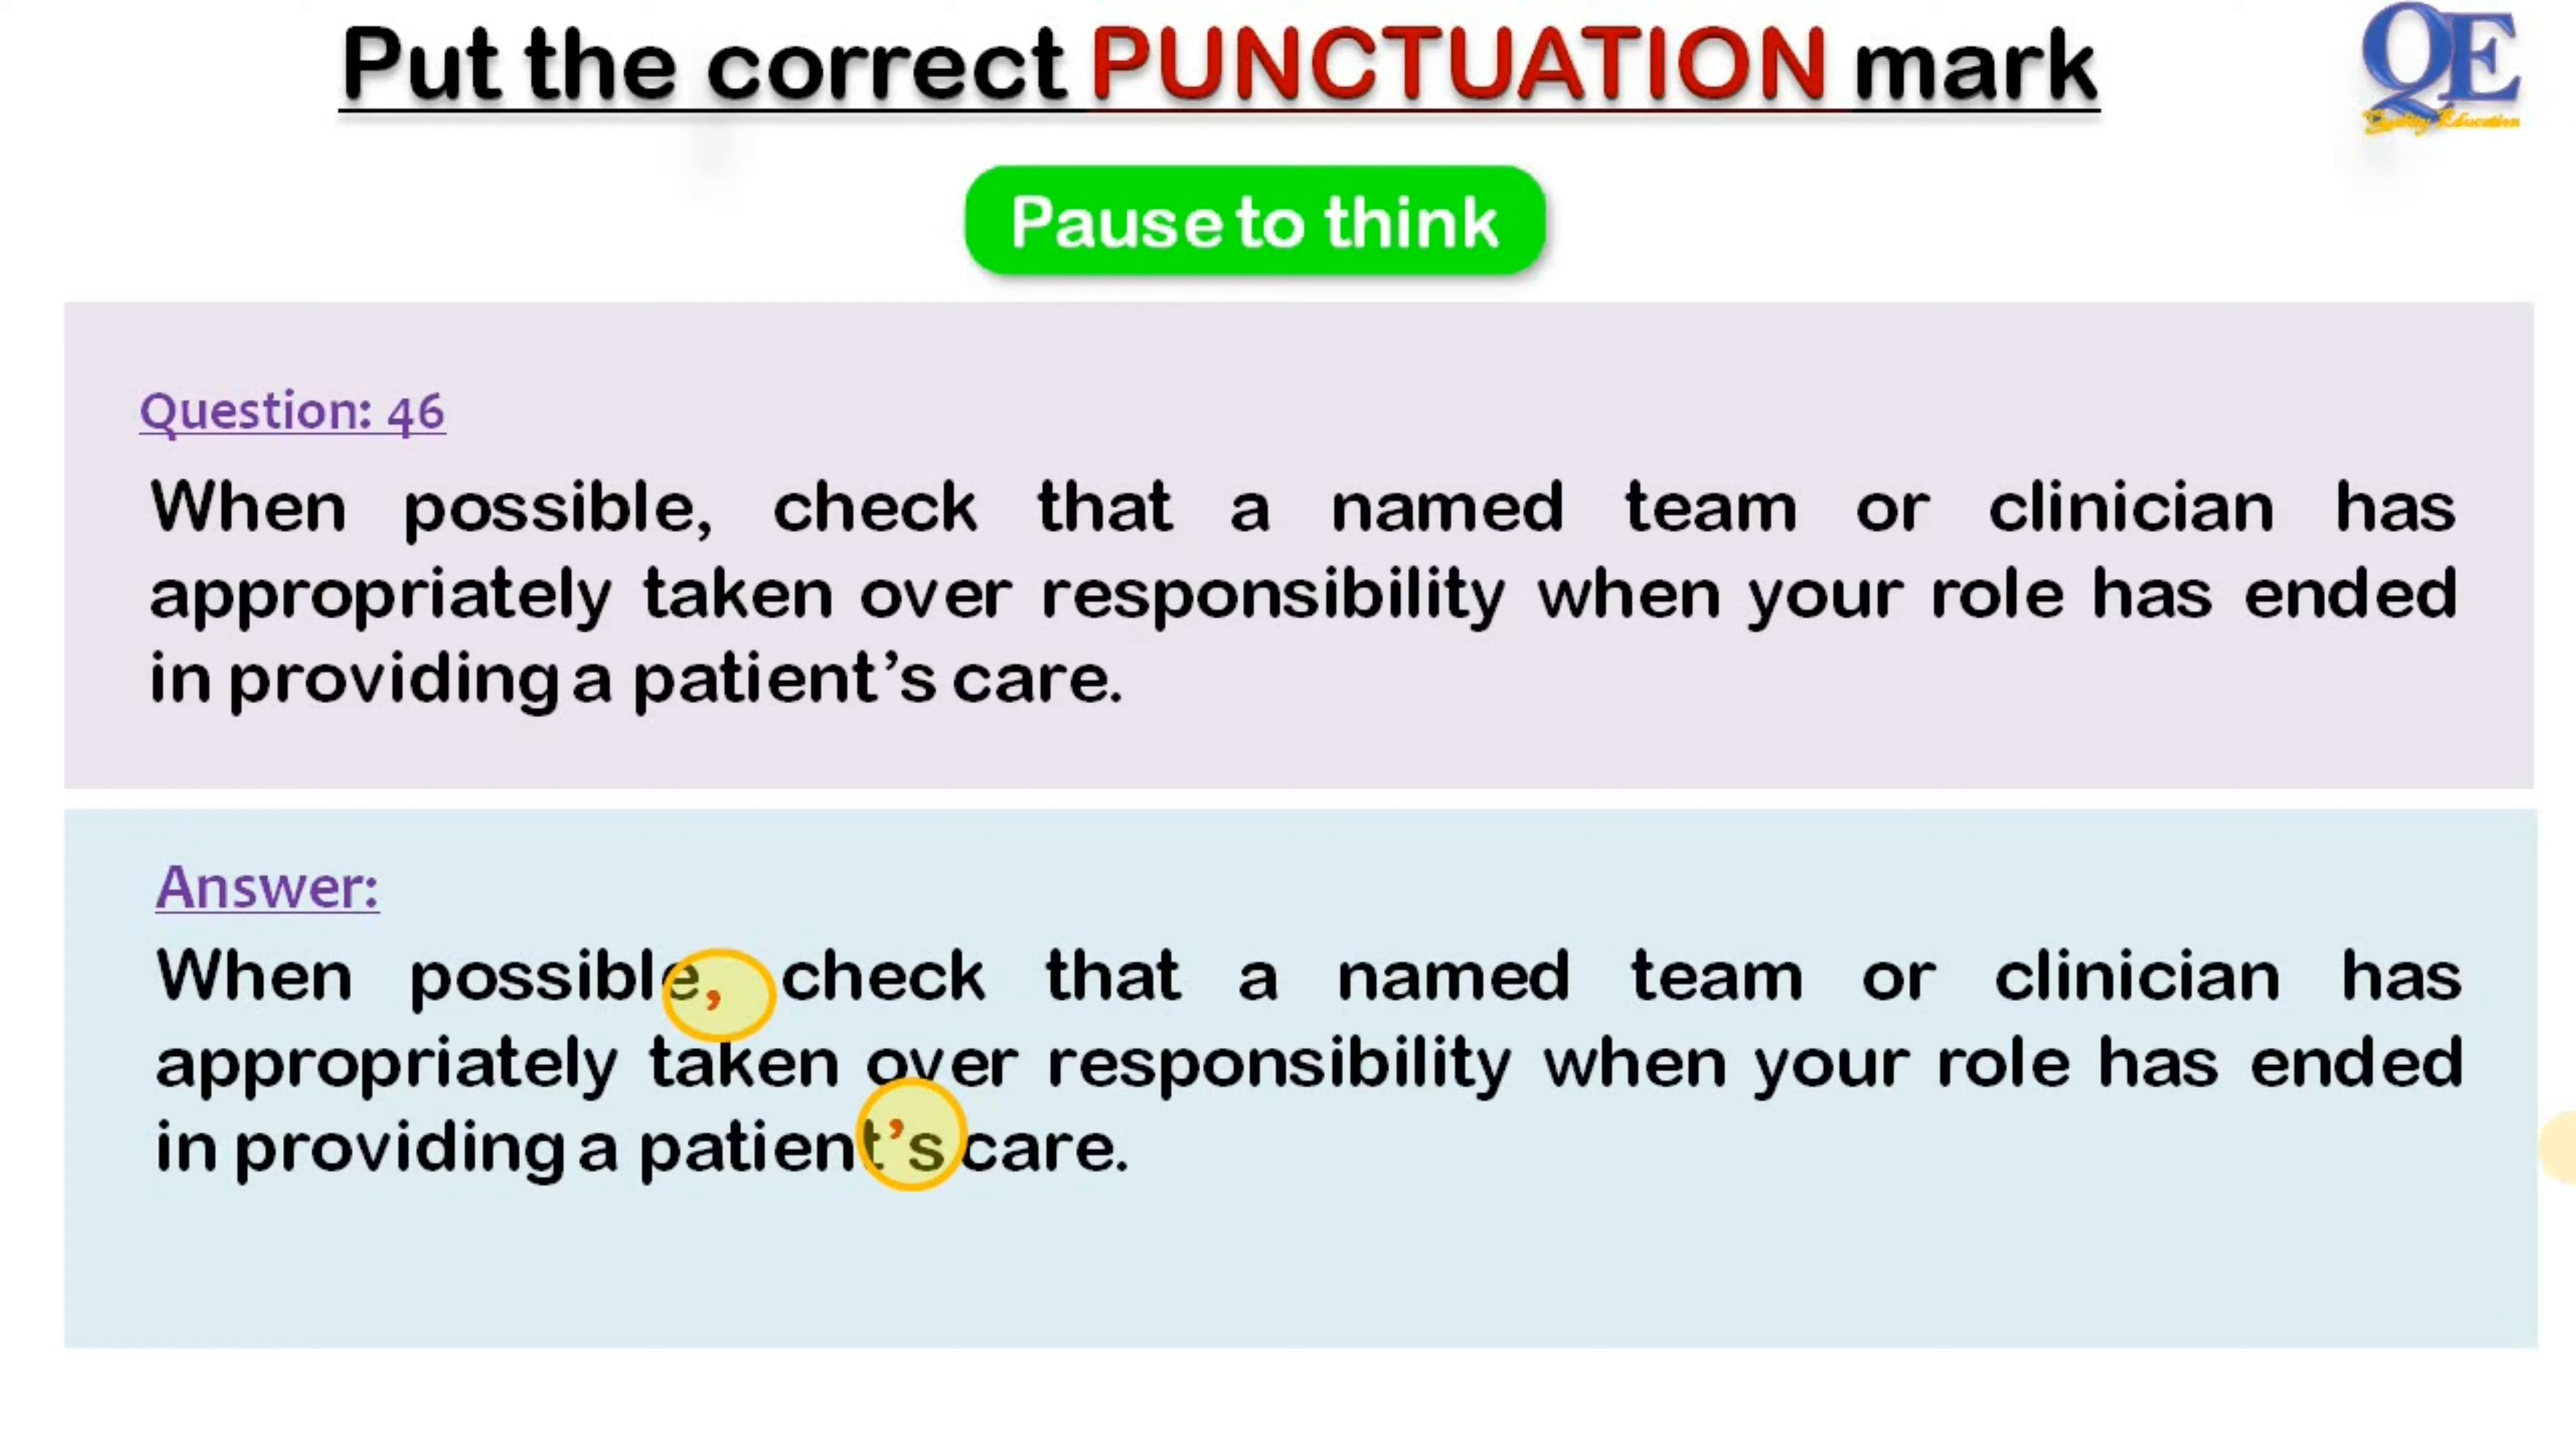 Put the correct PUNCTUATION mark
QE
Quality Education
Pause to think
Question: 46
When possible, check that a named team or clinician has
appropriately taken over responsibility when your role has ended
in providing a patient’s care.
Answer:
When possible, check that a named team or clinician has
appropriately taken over responsibility when your role has ended
in providing a patient’s care.